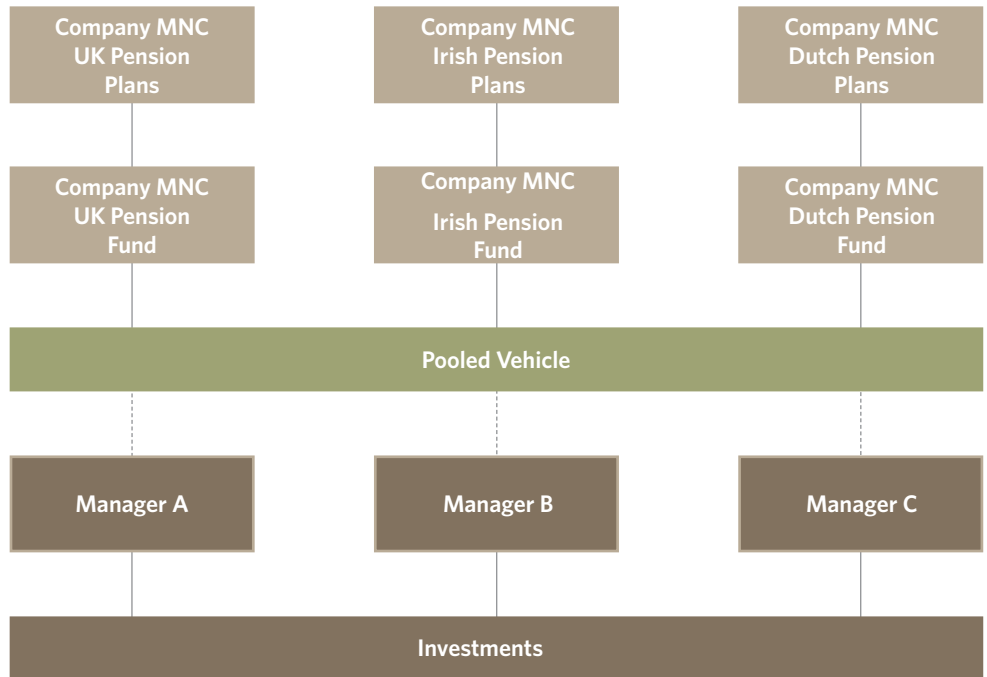 Company MNC
UK Pension
Plans
Company MNC
Irish Pension
Plans
Company MNC
Dutch Pension
Plans
Company MNC
UK Pension
Fund
Company MNC
Irish Pension
Fund
Company MNC
Dutch Pension
Fund
Pooled Vehicle
Manager A
Manager B
Manager C
Investments